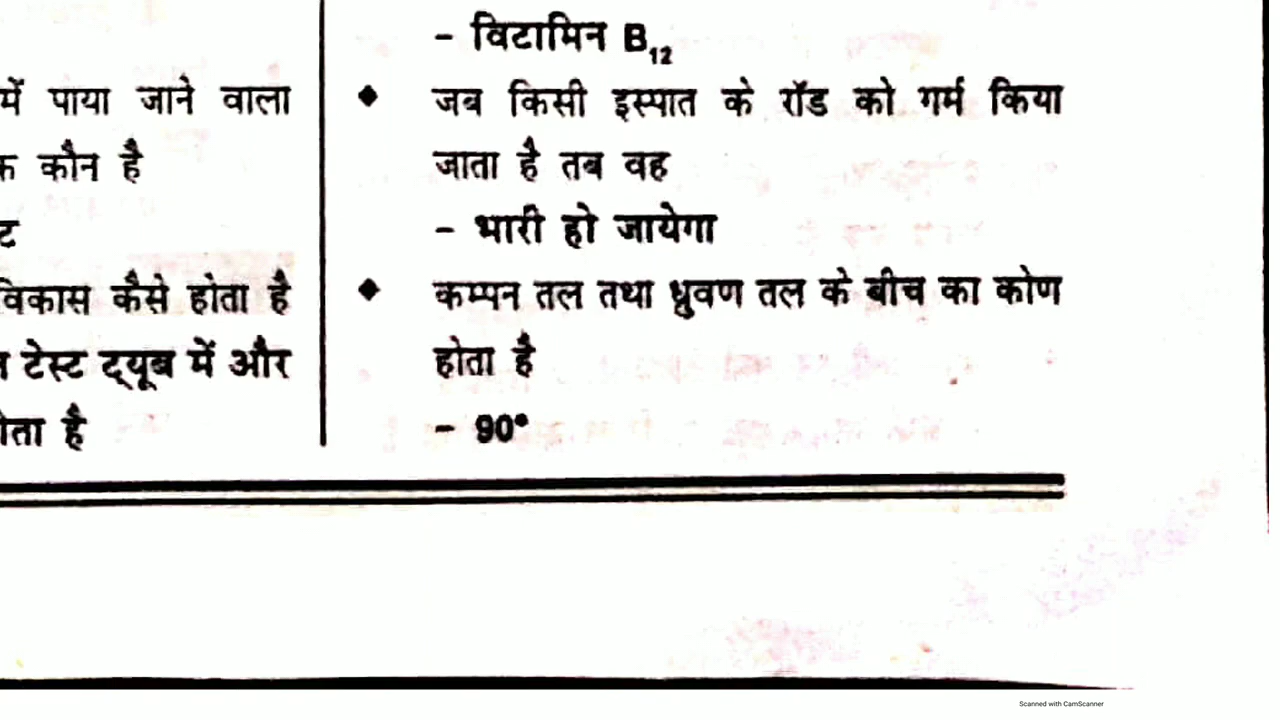 में पाया जाने वाला
कौन है
विकास कैसे होता है
टेस्ट ट्यूब में और
है
- विटामिन B₁₂
◆ जब किसी इस्पात के रॉड को गर्म किया
जाता है तब वह
- भारी हो जायेगा
◆ कम्पन तल तथा ध्रुवण तल के बीच का कोण
होता है
- 90°
Scanned with CamScanner